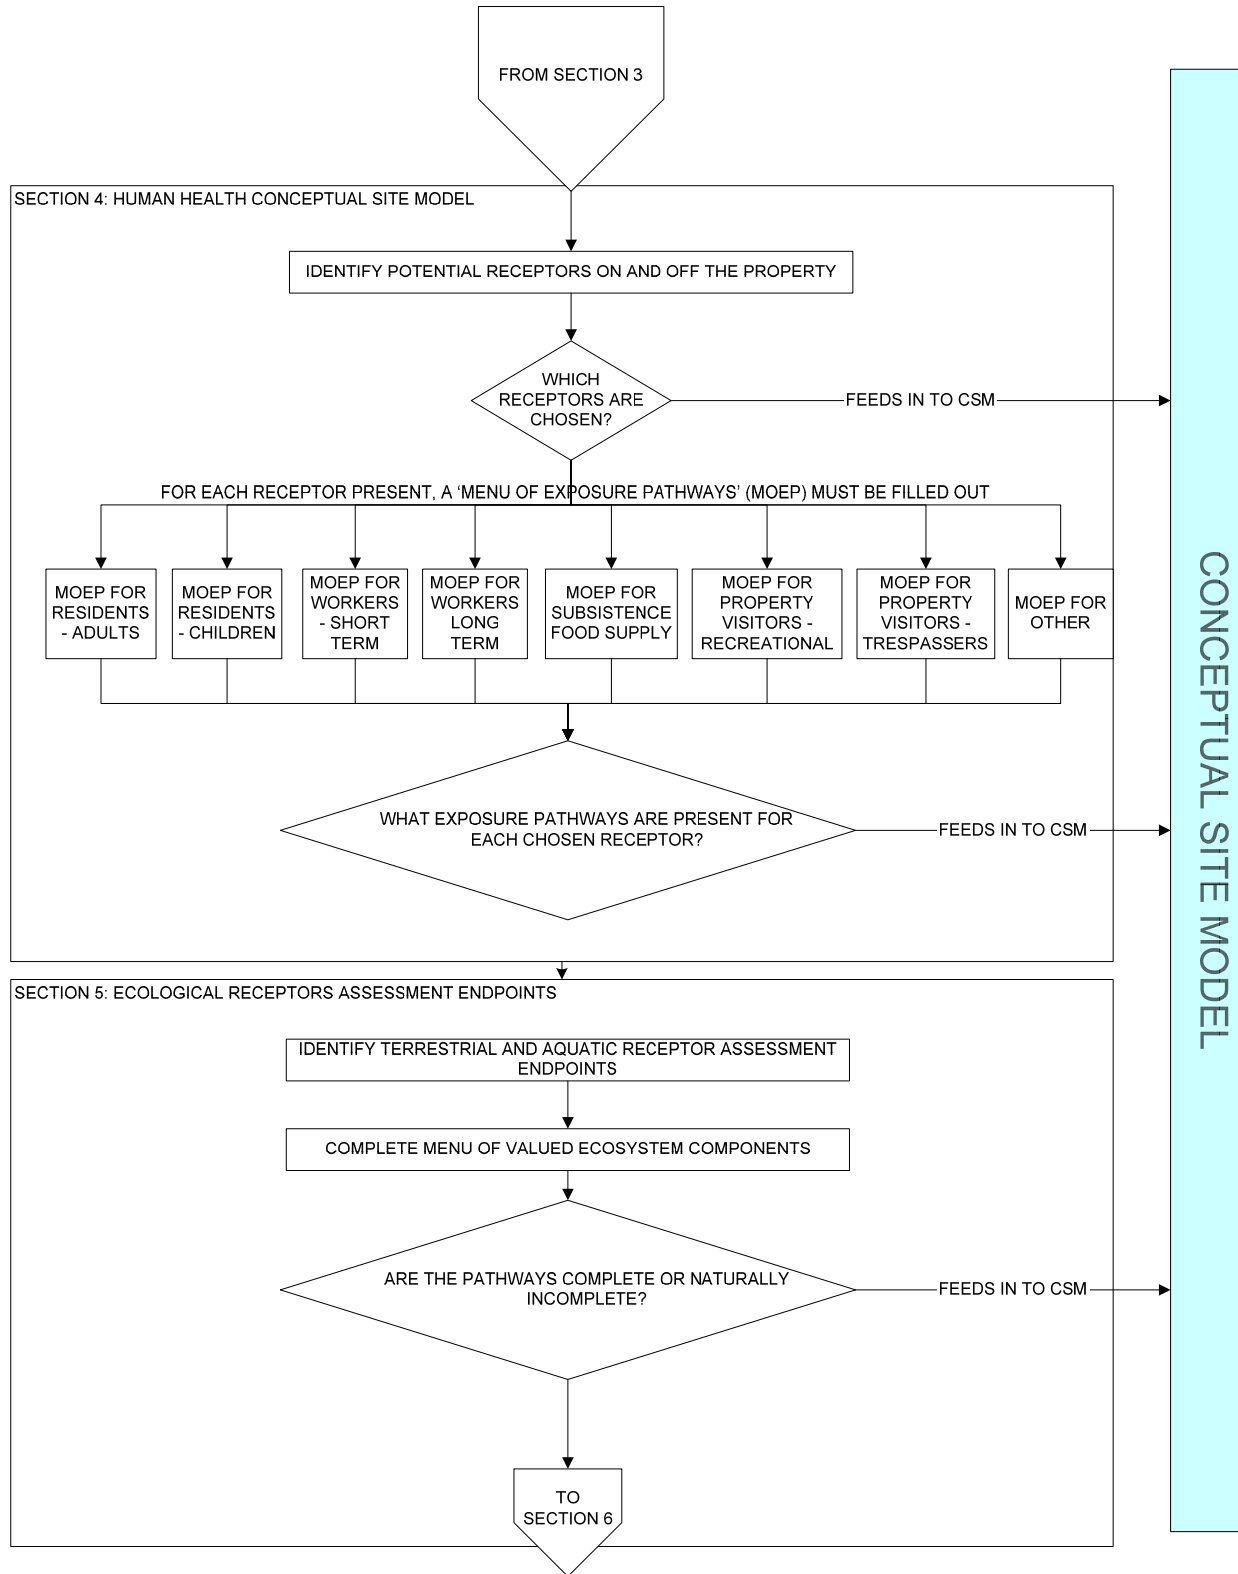 FROM SECTION 3
SECTION 4: HUMAN HEALTH CONCEPTUAL SITE MODEL
IDENTIFY POTENTIAL RECEPTORS ON AND OFF THE PROPERTY
WHICH
RECEPTORS ARE
CHOSEN?
FEEDS IN TO CSM
FOR EACH RECEPTOR PRESENT, A ‘MENU OF EXPOSURE PATHWAYS’ (MOEP) MUST BE FILLED OUT
MOEP FOR
RESIDENTS
- ADULTS
MOEP FOR
RESIDENTS
- CHILDREN
MOEP FOR
WORKERS
- SHORT
TERM
MOEP FOR
WORKERS
LONG
TERM
MOEP FOR
SUBSISTENCE
FOOD SUPPLY
MOEP FOR
PROPERTY
VISITORS -
RECREATIONAL
MOEP FOR
PROPERTY
VISITORS -
TRESPASSERS
MOEP FOR
OTHER
WHAT EXPOSURE PATHWAYS ARE PRESENT FOR
EACH CHOSEN RECEPTOR?
FEEDS IN TO CSM
SECTION 5: ECOLOGICAL RECEPTORS ASSESSMENT ENDPOINTS
IDENTIFY TERRESTRIAL AND AQUATIC RECEPTOR ASSESSMENT
ENDPOINTS
COMPLETE MENU OF VALUED ECOSYSTEM COMPONENTS
ARE THE PATHWAYS COMPLETE OR NATURALLY
INCOMPLETE?
FEEDS IN TO CSM
TO
SECTION 6
CONCEPTUAL SITE MODEL